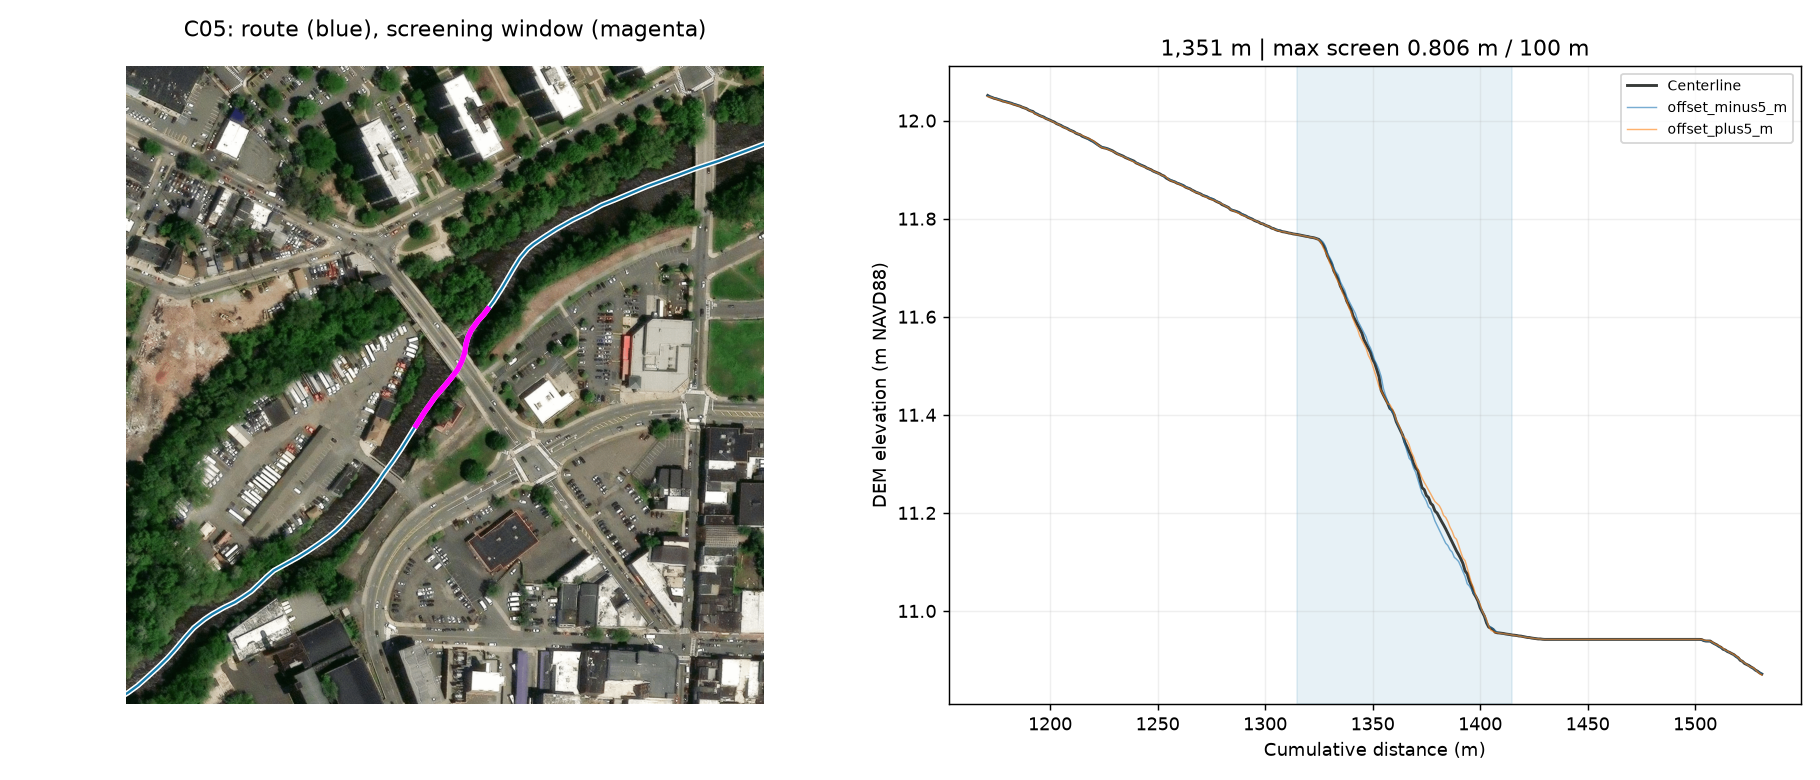 C05: route (blue), screening window (magenta)
1,351 m | max screen 0.806 m / 100 m
Centerline
offset_minus5_m
offset_plus5_m
DEM elevation (m NAVD88)
12.0
11.8
11.6
11.4
11.2
11.0
1200 1250 1300 1350 1400 1450 1500
Cumulative distance (m)